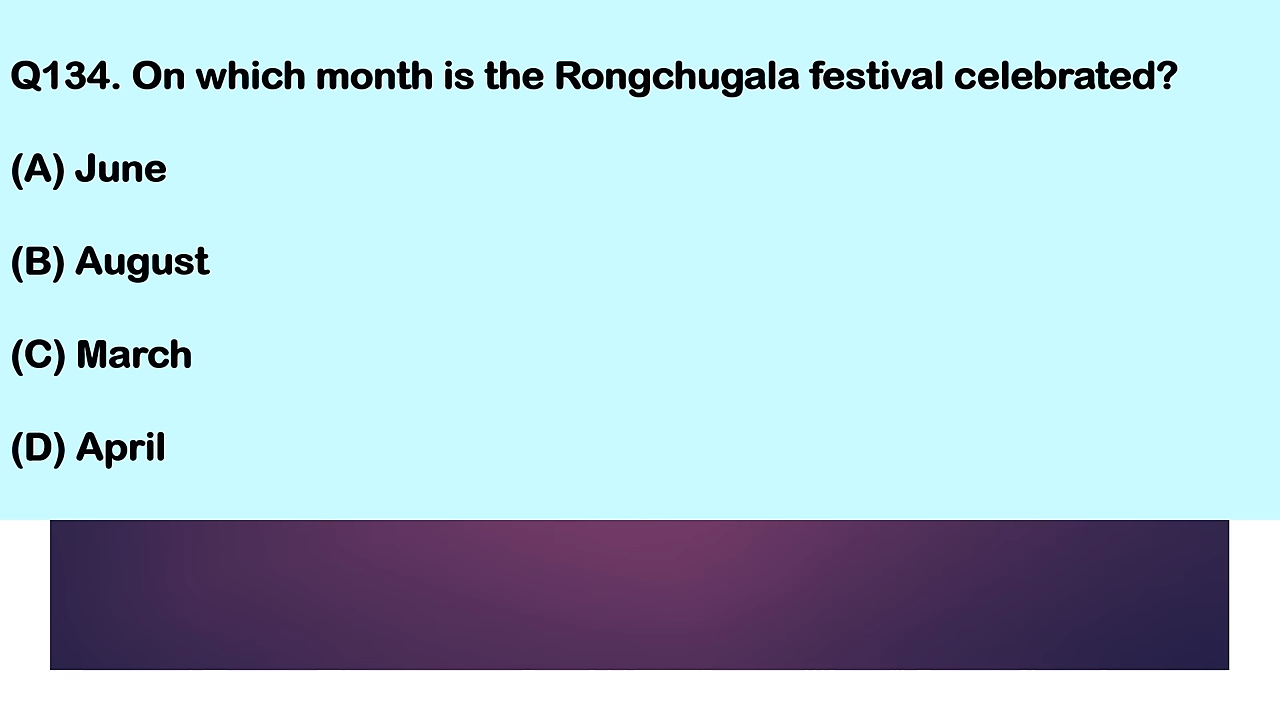 Q134. On which month is the Rongchugala festival celebrated?
(A) June
(B) August
(C) March
(D) April